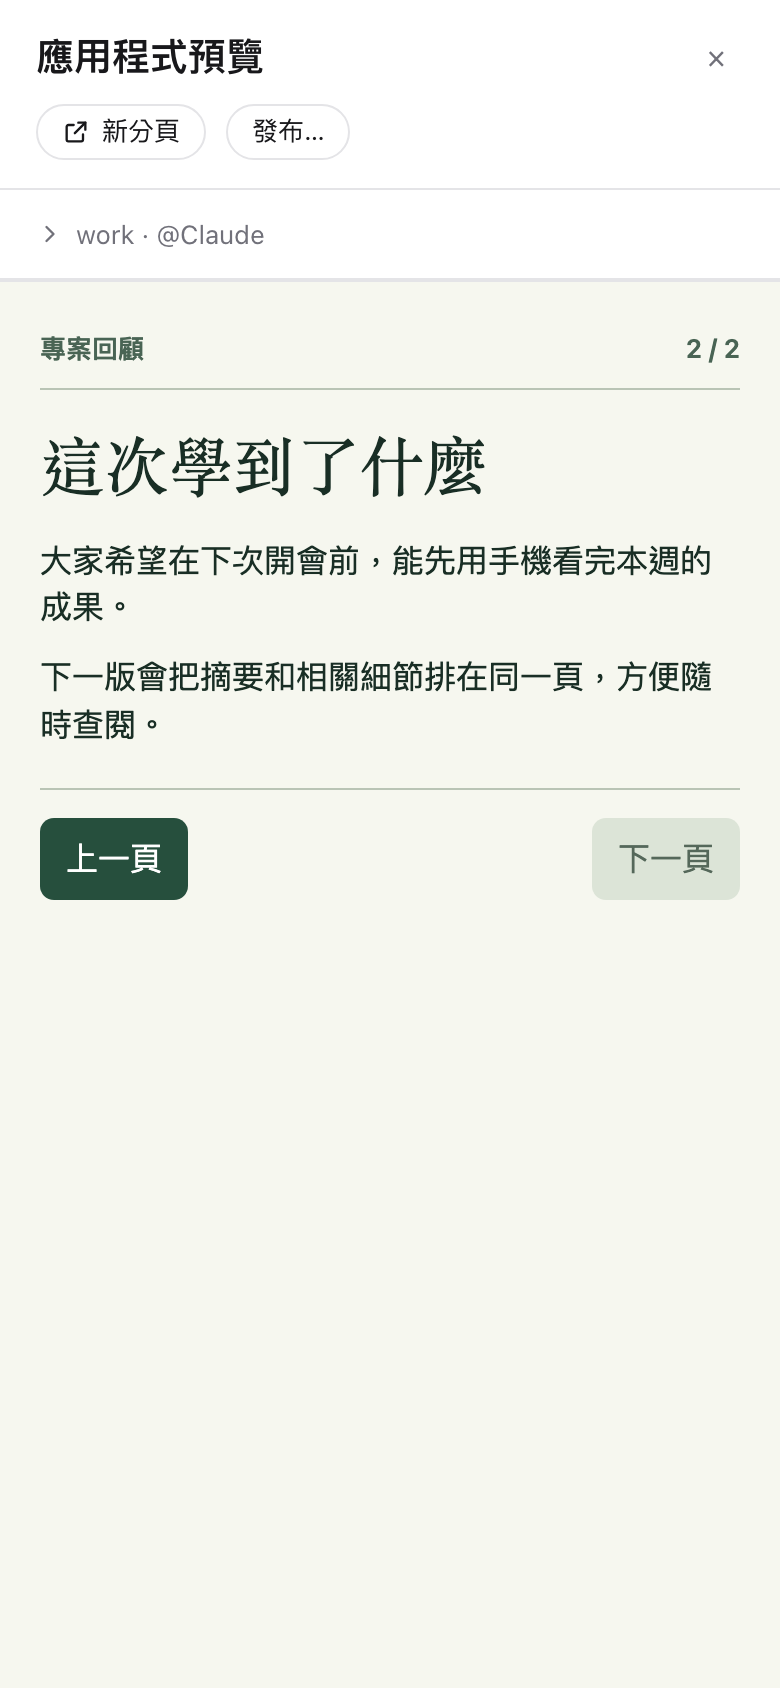 應用程式預覽
×
新分頁
發布...
work · @Claude
專案回顧
2 / 2
這次學到了什麼
大家希望在下次開會前，能先用手機看完本週的
成果。
下一版會把摘要和相關細節排在同一頁，方便隨
時查閱。
上一頁
下一頁